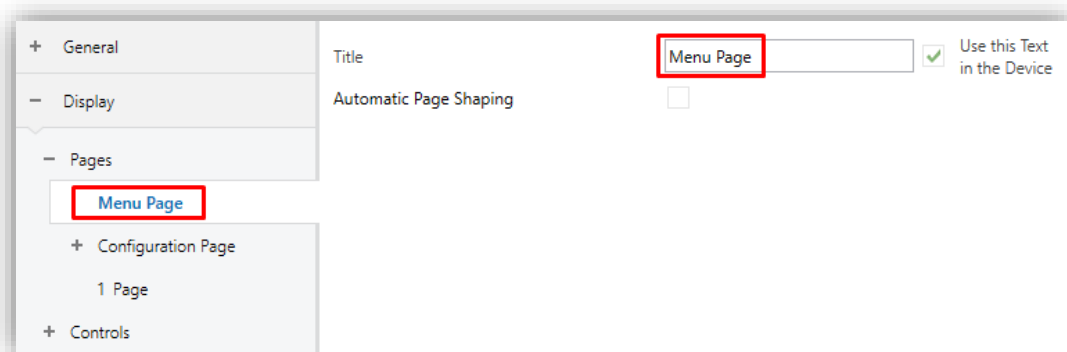 General
Display
Pages
Menu Page
Configuration Page
1 Page
Controls
Title
Menu Page
Use this Text
in the Device
Automatic Page Shaping